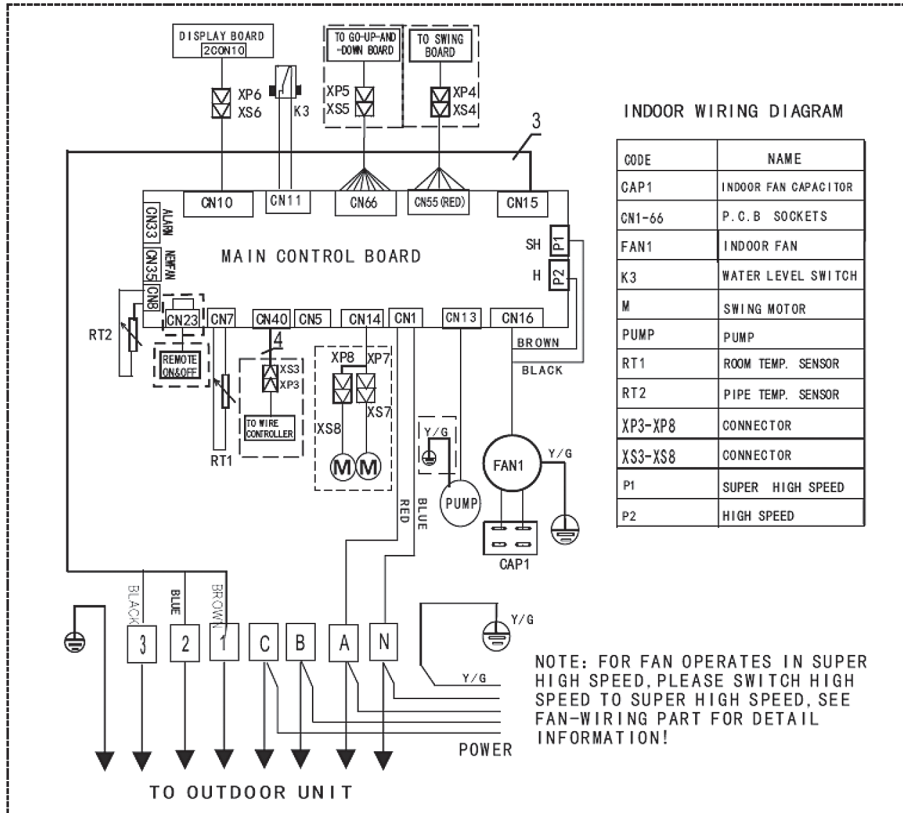 DISPLAY BOARD
2CON10
TO GO-UP-AND
-DOWN BOARD
TO SWING
BOARD
XP6
XS6
K3
XP5
XS5
XP4
XS4
3
INDOOR WIRING DIAGRAM
CODE NAME
CAP1 INDOOR FAN CAPACITOR
CN1-66 P.C.B SOCKETS
FAN1 INDOOR FAN
K3 WATER LEVEL SWITCH
M SWING MOTOR
PUMP PUMP
RT1 ROOM TEMP. SENSOR
RT2 PIPE TEMP. SENSOR
XP3-XP8 CONNECTOR
XS3-XS8 CONNECTOR
P1 SUPER HIGH SPEED
P2 HIGH SPEED
CN10 CN11 CN66 CN55(RED) CN15
CN33 ALARN
CN35 NEWFAN
CN8
MAIN CONTROL BOARD
SH P1
H P2
CN23 CN7 CN40 CN5 CN14 CN1 CN13 CN16
BROWN
BLACK
RT2
REMOTE
ON&OFF
RT1
4
XS3
XP3
TO WIRE
CONTROLLER
XP8 XP7
XS8 XS7
M M
RED
BLUE
Y/G
PUMP
FAN1
Y/G
CAP1
BLACK
BLUE
BROWN
3 2 1 C B A N
Y/G
Y/G
POWER
TO OUTDOOR UNIT
NOTE: FOR FAN OPERATES IN SUPER
HIGH SPEED, PLEASE SWITCH HIGH
SPEED TO SUPER HIGH SPEED, SEE
FAN-WIRING PART FOR DETAIL
INFORMATION!